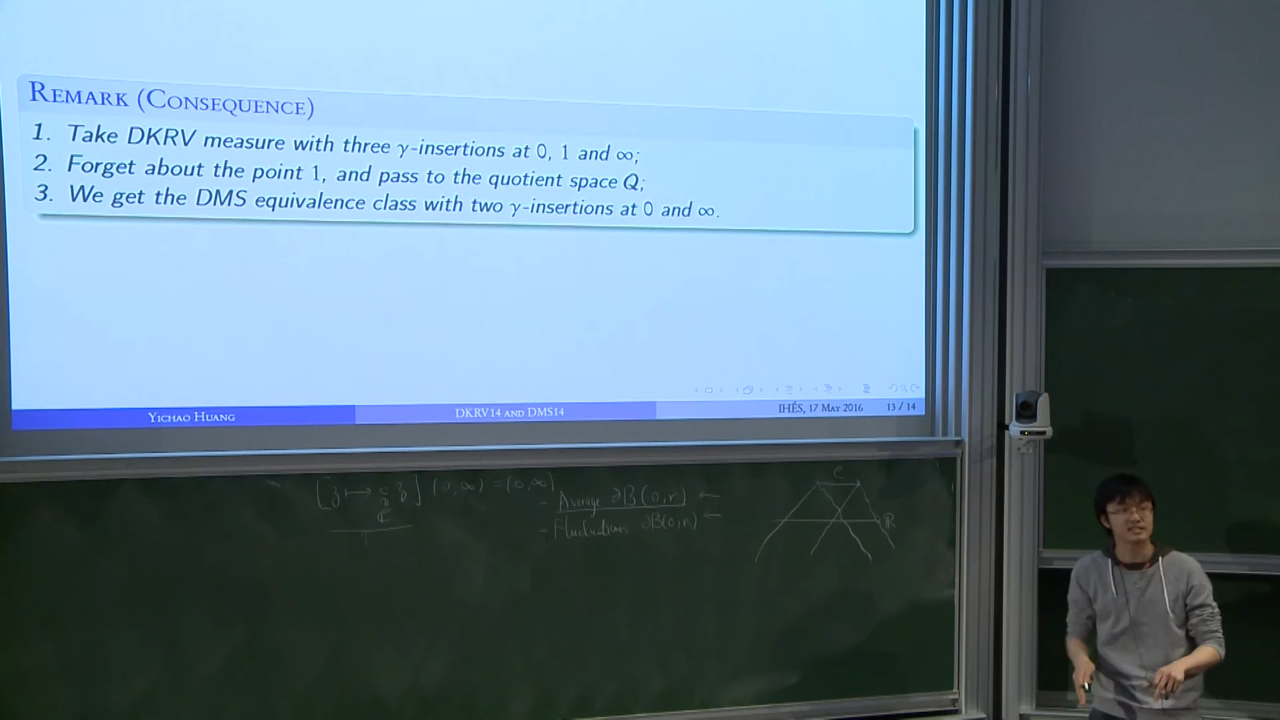 REMARK (CONSEQUENCE)
1. Take DKRV measure with three γ-insertions at 0, 1 and ∞;
2. Forget about the point 1, and pass to the quotient space Q;
3. We get the DMS equivalence class with two γ-insertions at 0 and ∞.
YICHAO HUANG
DKRV14 AND DMS14
IHÉS, 17 MAY 2016
13 / 14
(0,∞) = (0,∞)
- Average ∂B(0,r) ←
- Fluctuations ∂B(0,r) ←
C
R